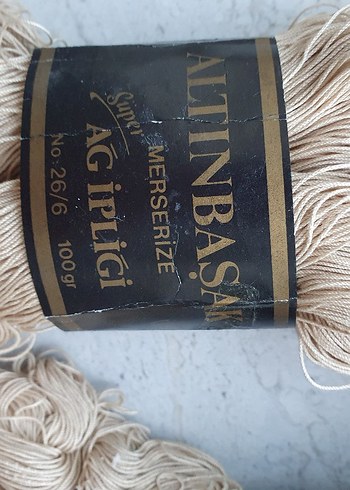 ALTINBAŞAK
MERSERİZE
Süper
AĞ İPLİĞİ
No: 26/6 100gr